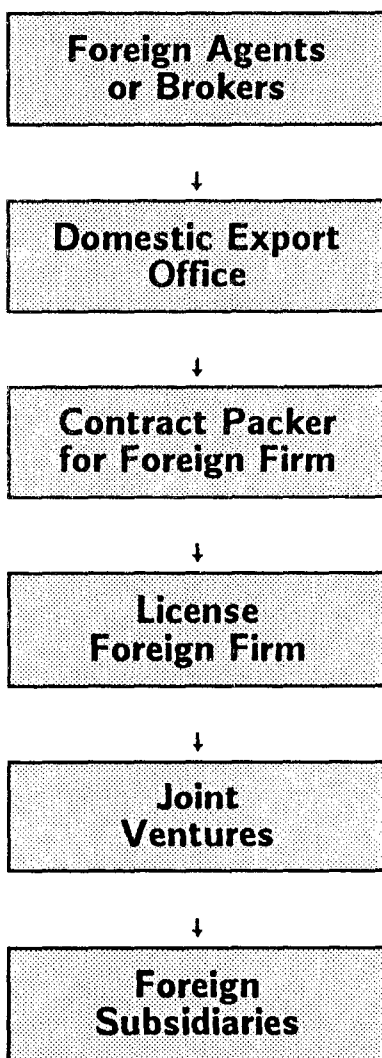 Foreign Agents
or Brokers
Domestic Export
Office
Contract Packer
for Foreign Firm
License
Foreign Firm
Joint
Ventures
Foreign
Subsidiaries